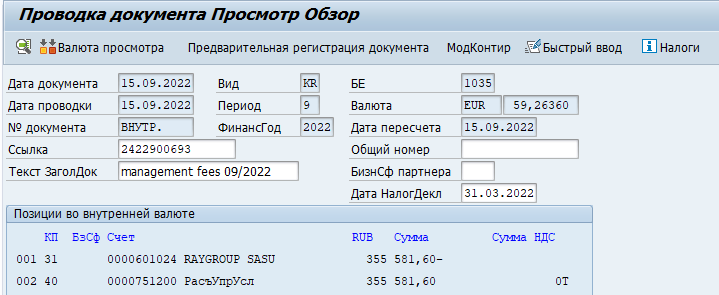 Проводка документа Просмотр Обзор
Валюта просмотра Предварительная регистрация документа МодКонтир Быстрый ввод Налоги
Дата документа 15.09.2022 Вид KR БЕ 1035
Дата проводки 15.09.2022 Период 9 Валюта EUR 59,26360
№ документа ВНУТР. ФинансГод 2022 Дата пересчета 15.09.2022
Ссылка 2422900693 Общий номер
Текст ЗаголДок management fees 09/2022 БизнСф партнера
Дата НалогДекл 31.03.2022
Позиции во внутренней валюте
КП БзСф Счет RUB Сумма Сумма НДС
001 31 0000601024 RAYGROUP SASU 355 581,60-
002 40 0000751200 РасъУпрУсл 355 581,60 0T